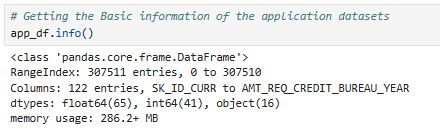 # Getting the Basic information of the application datasets
app_df.info()
<class 'pandas.core.frame.DataFrame'>
RangeIndex: 307511 entries, 0 to 307510
Columns: 122 entries, SK_ID_CURR to AMT_REQ_CREDIT_BUREAU_YEAR
dtypes: float64(65), int64(41), object(16)
memory usage: 286.2+ MB